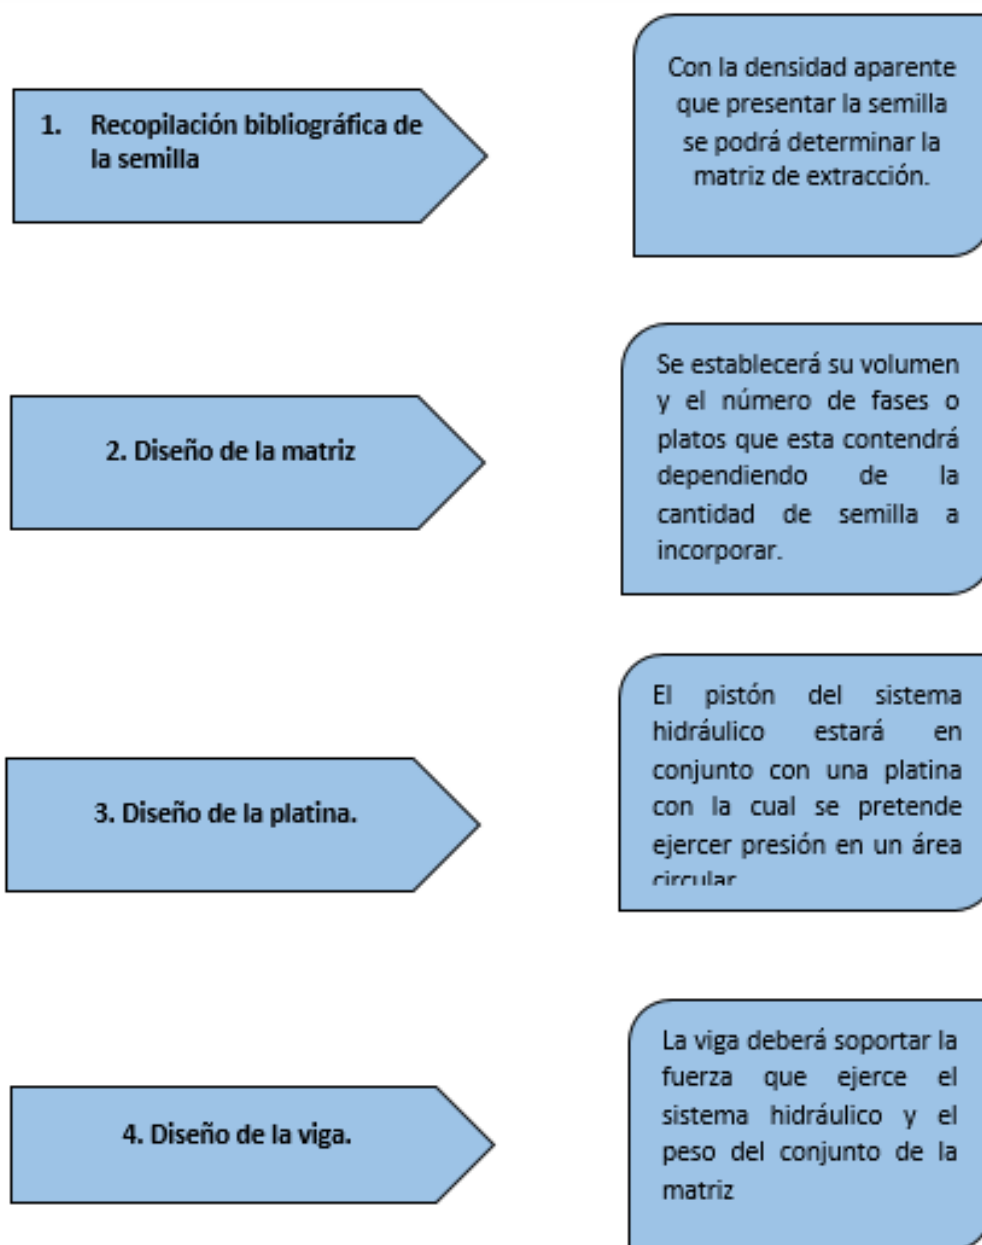 1. Recopilación bibliográfica de
la semilla
Con la densidad aparente
que presentar la semilla
se podrá determinar la
matriz de extracción.
2. Diseño de la matriz
Se establecerá su volumen
y el número de fases o
platos que esta contendrá
dependiendo de la
cantidad de semilla a
incorporar.
3. Diseño de la platina.
El pistón del sistema
hidráulico estará en
conjunto con una platina
con la cual se pretende
ejercer presión en un área
circular
4. Diseño de la viga.
La viga deberá soportar la
fuerza que ejerce el
sistema hidráulico y el
peso del conjunto de la
matriz